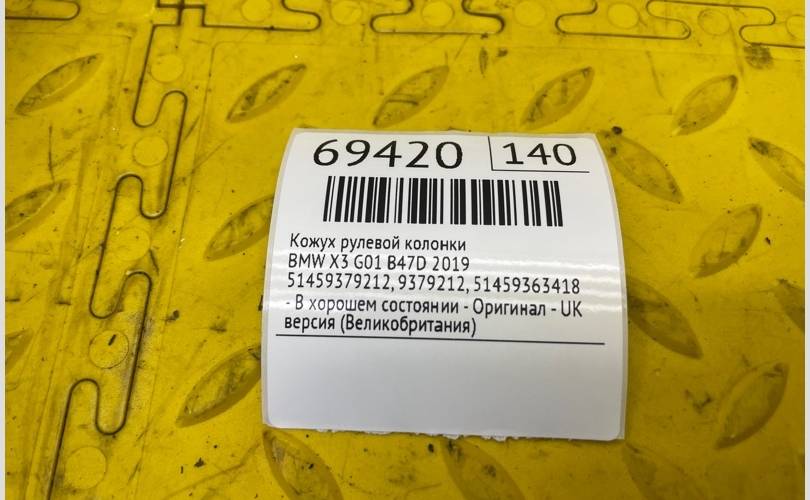 69420 140
Кожух рулевой колонки
BMW X3 G01 B47D 2019
51459379212, 9379212, 51459363418
- В хорошем состоянии - Оригинал - UK
версия (Великобритания)